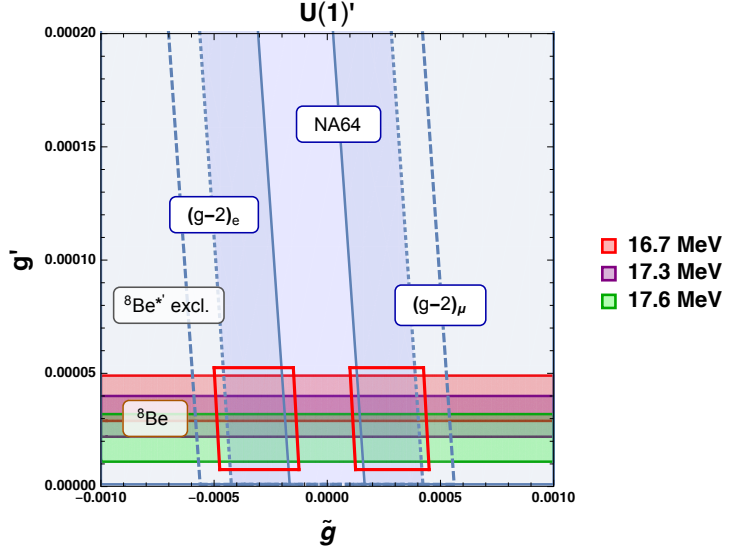 U(1)'
0.00020
0.00015
0.00010
0.00005
0.00000
g'
NA64
(g−2)e
(g−2)μ
8Be*' excl.
8Be
16.7 MeV
17.3 MeV
17.6 MeV
−0.0010
−0.0005
0.0000
0.0005
0.0010
g̃